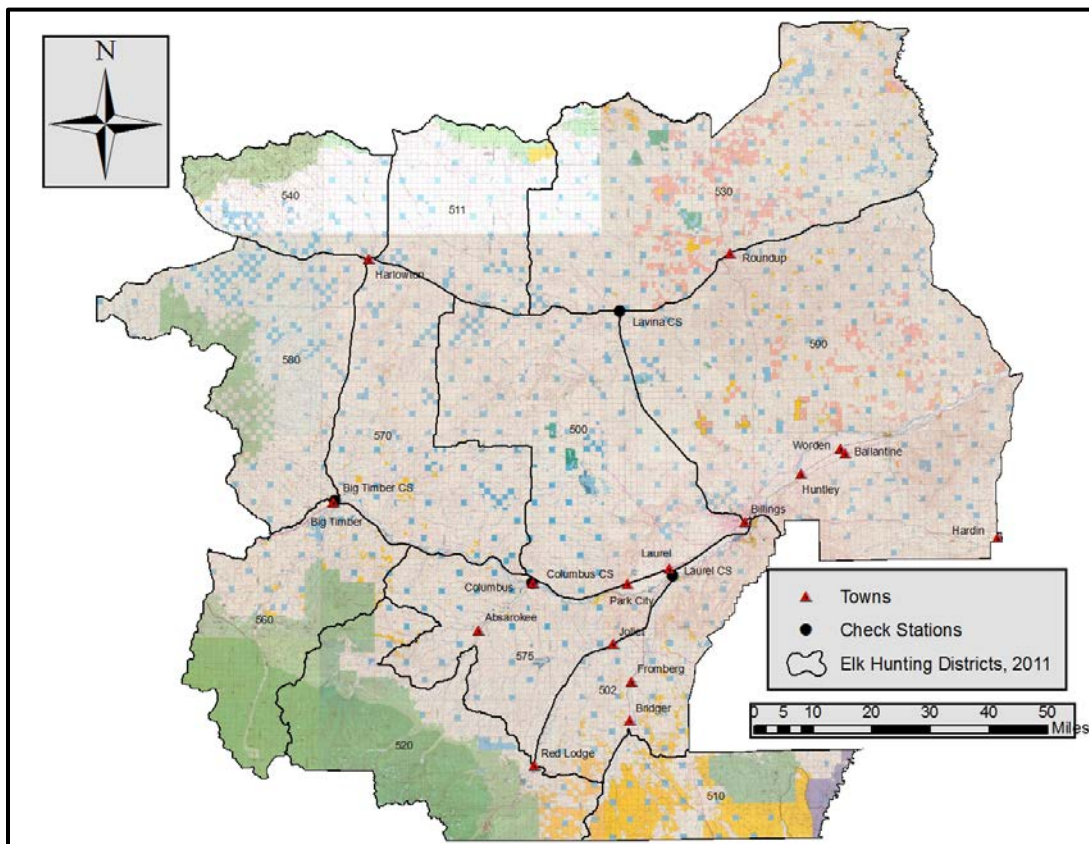 N
540
511
530
Harlowton
Roundup
Lavina CS
580
590
570
500
Worden
Ballantine
Big Timber CS
Huntley
Big Timber
Billings
Hardin
Laurel
Columbus CS
Laurel CS
Columbus
Park City
Absarokee
560
Joliet
575
Fromberg
502
Bridger
520
Red Lodge
510
Towns
Check Stations
Elk Hunting Districts, 2011
0 5 10 20 30 40 50
Miles